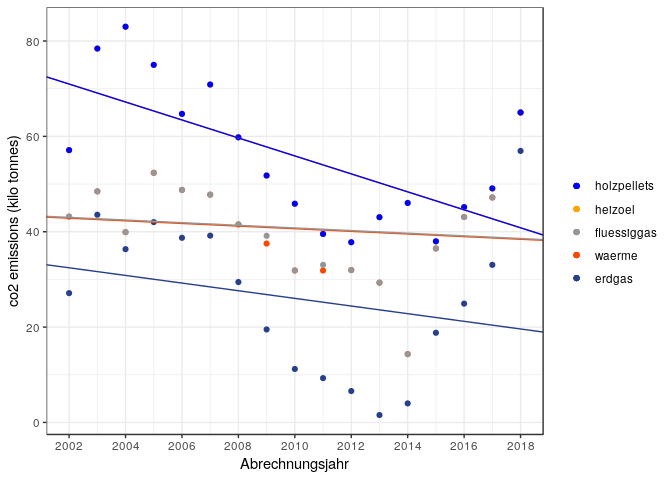 80
60
40
20
0
co2 emissions (kilo tonnes)
2002 2004 2006 2008 2010 2012 2014 2016 2018
Abrechnungsjahr
holzpellets
heizoel
fluessiggas
waerme
erdgas